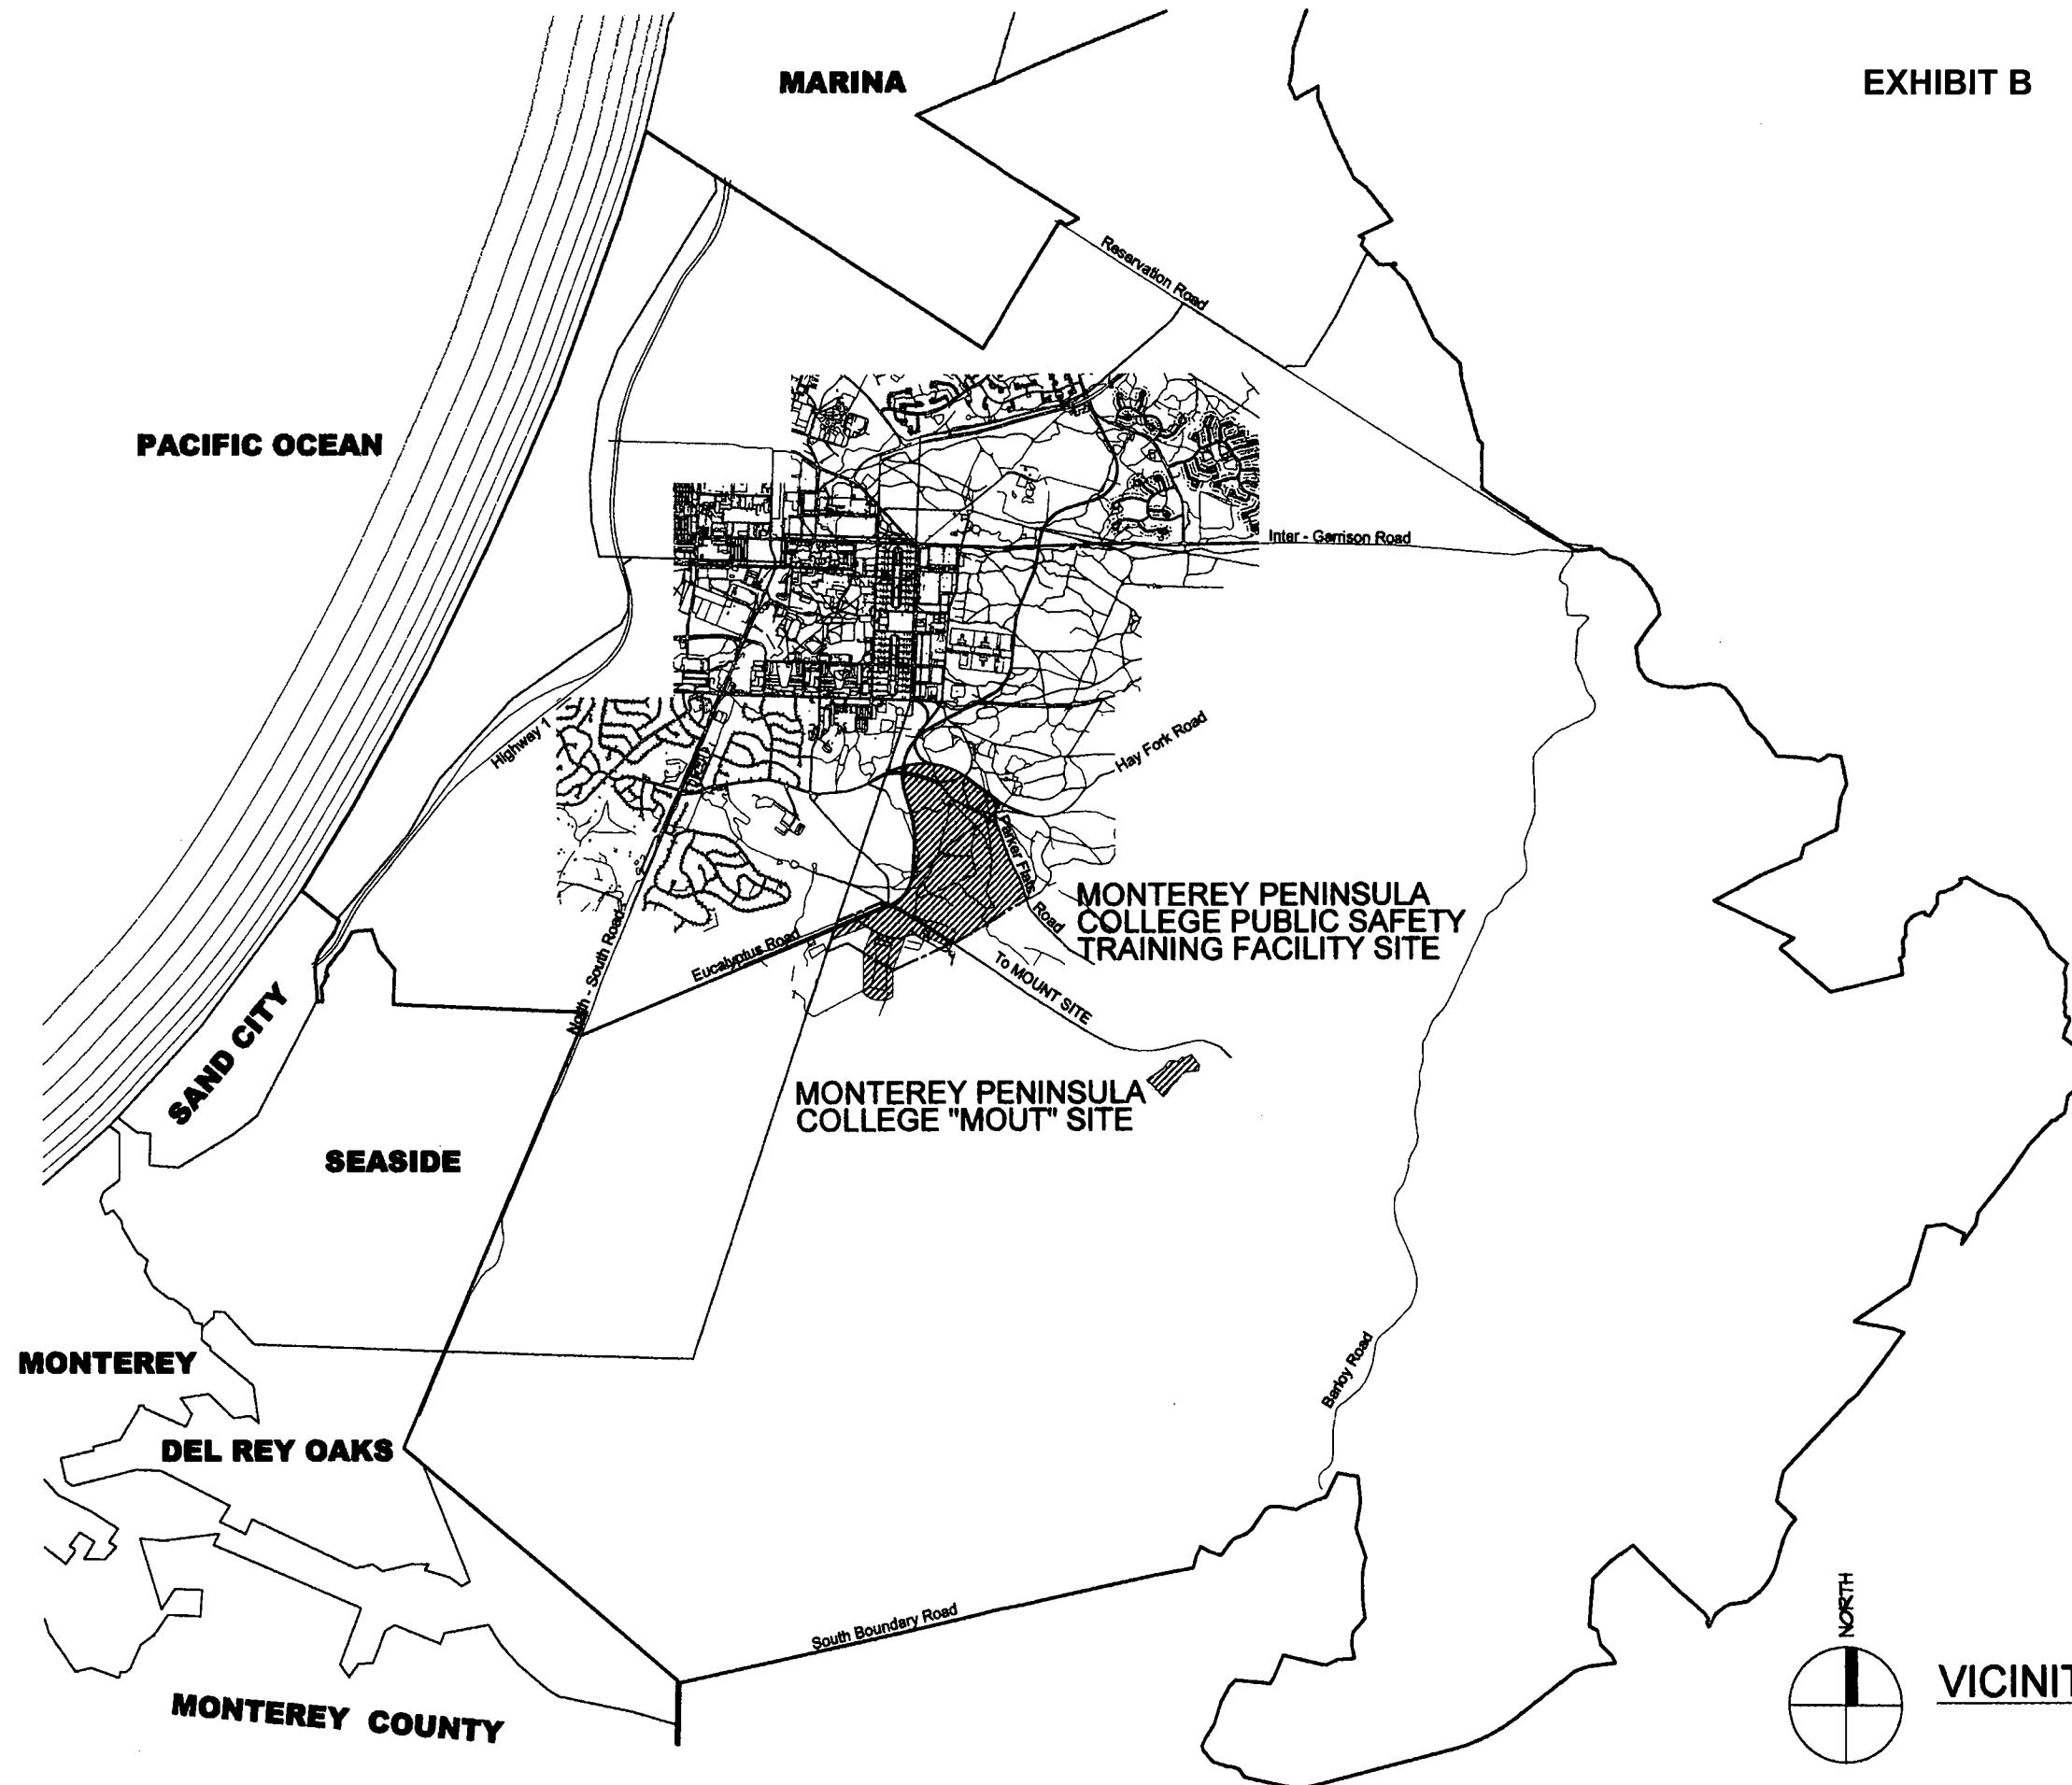 MARINA
EXHIBIT B
Reservation Road
PACIFIC OCEAN
Inter - Garrison Road
Highway 1
Hay Fork Road
Parker Flats
Road
MONTEREY PENINSULA
COLLEGE PUBLIC SAFETY
TRAINING FACILITY SITE
Eucalyptus Road
North - South Road
To MOUNT SITE
SAND CITY
MONTEREY PENINSULA
COLLEGE "MOUT" SITE
SEASIDE
MONTEREY
Barloy Road
DEL REY OAKS
South Boundary Road
NORTH
MONTEREY COUNTY
VICINIT